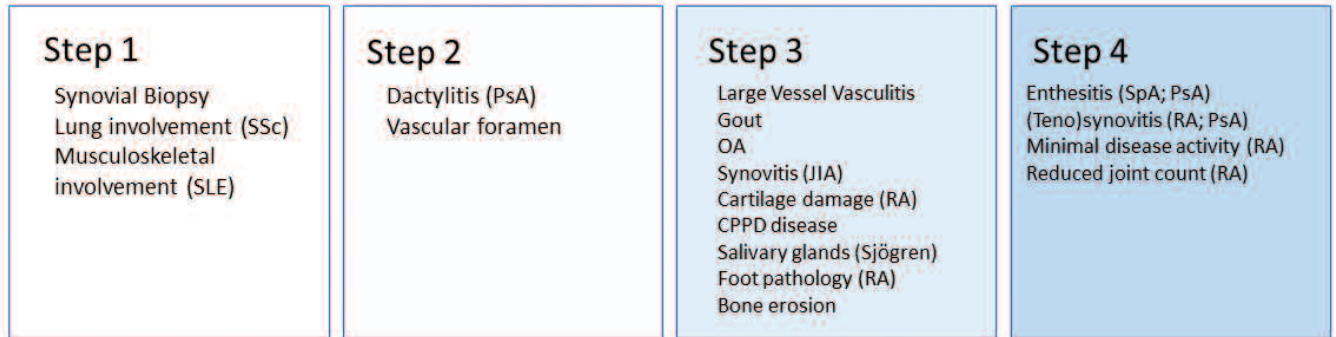 Step 1
Synovial Biopsy
Lung involvement (SSc)
Musculoskeletal
involvement (SLE)
Step 2
Dactylitis (PsA)
Vascular foramen
Step 3
Large Vessel Vasculitis
Gout
OA
Synovitis (JIA)
Cartilage damage (RA)
CPPD disease
Salivary glands (Sjögren)
Foot pathology (RA)
Bone erosion
Step 4
Enthesitis (SpA; PsA)
(Teno)synovitis (RA; PsA)
Minimal disease activity (RA)
Reduced joint count (RA)